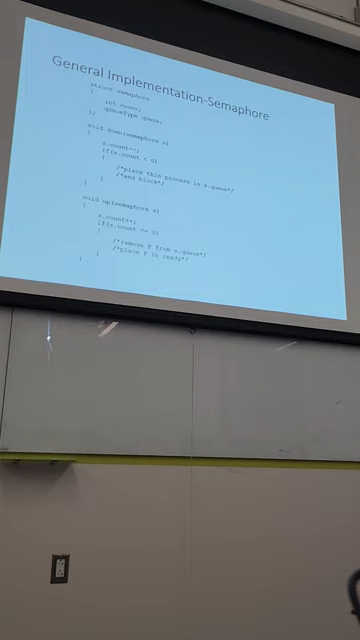 General Implementation-Semaphore
struct semaphore
{
int count;
queueType queue;
};
void down(semaphore s)
{
s.count--;
if(s.count < 0)
{
/*place this process in s.queue*/
/*and block*/
}
}
void up(semaphore s)
{
s.count++;
if(s.count <= 0)
{
/*remove P from s.queue*/
/*place P in ready*/
}
}